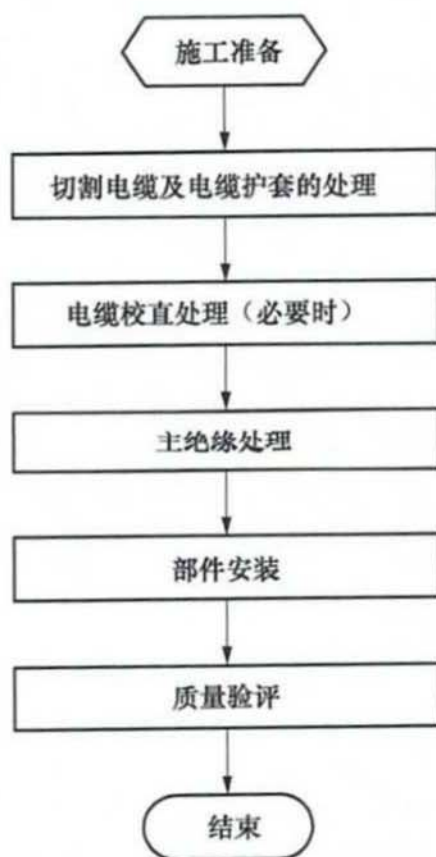 施工准备
切割电缆及电缆护套的处理
电缆校直处理（必要时）
主绝缘处理
部件安装
质量验评
结束